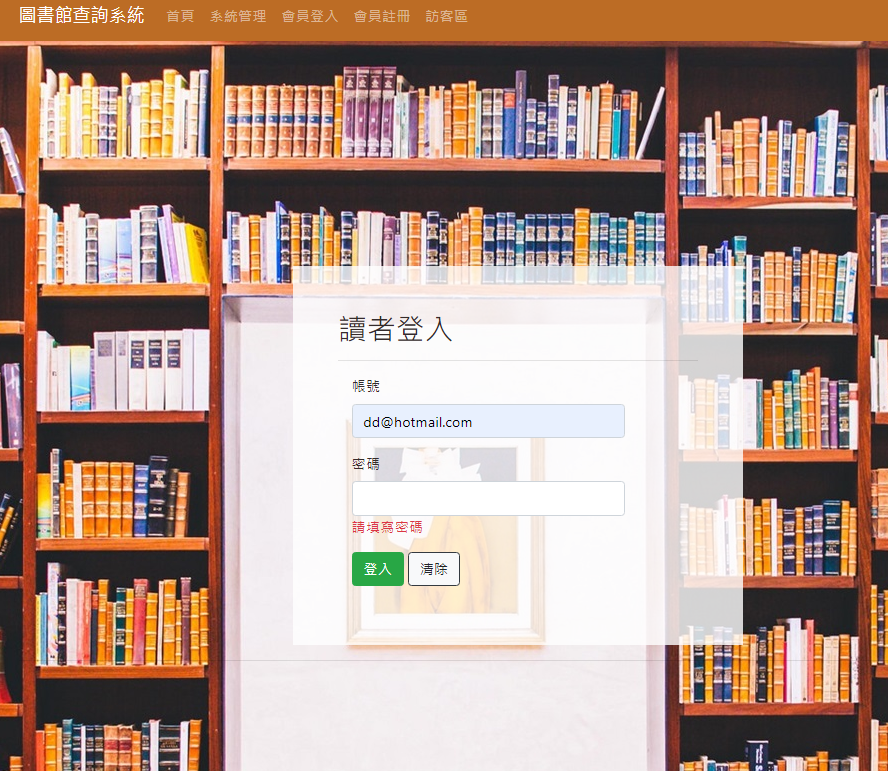 圖書館查詢系統 首頁 系統管理 會員登入 會員註冊 訪客區
讀者登入
帳號
dd@hotmail.com
密碼
請填寫密碼
登入 清除